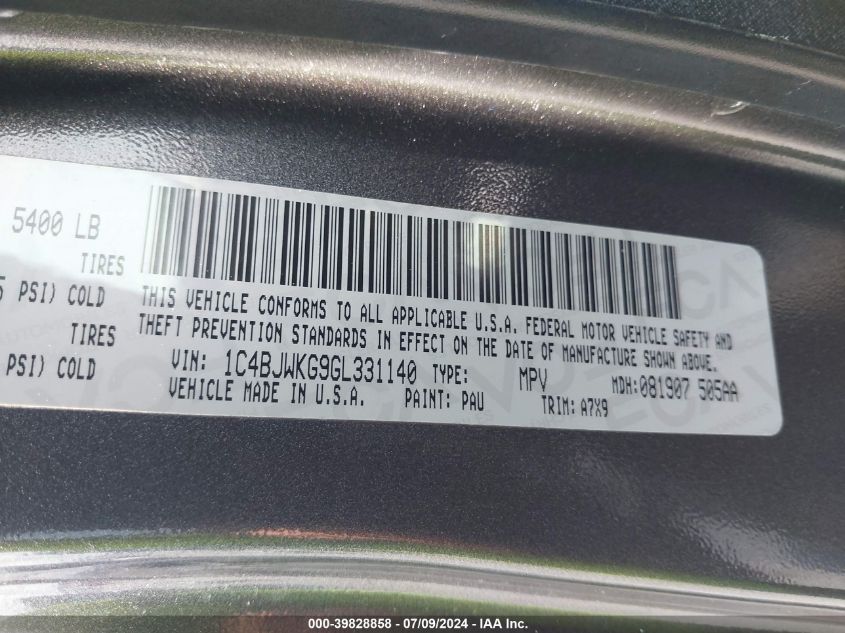 5400 LB
TIRES
PSI) COLD
TIRES
PSI) COLD
THIS VEHICLE CONFORMS TO ALL APPLICABLE U.S.A. FEDERAL MOTOR VEHICLE SAFETY AND
THEFT PREVENTION STANDARDS IN EFFECT ON THE DATE OF MANUFACTURE SHOWN ABOVE.
VIN: 1C4BJWKG9GL331140 TYPE: MPV MDH:081907 505AA
VEHICLE MADE IN U.S.A. PAINT: PAU TRIM: A7X9
000-39828858 - 07/09/2024 - IAA Inc.